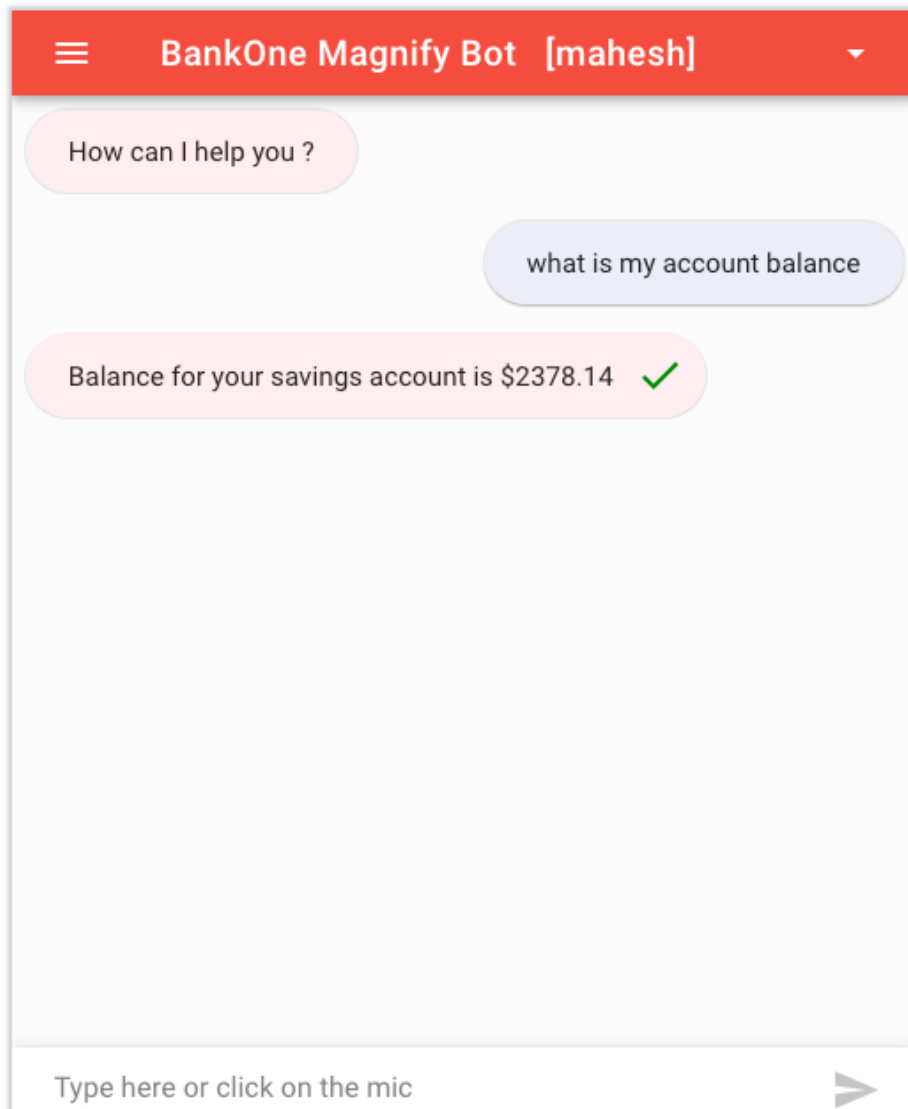 BankOne Magnify Bot [mahesh]
How can I help you ?
what is my account balance
Balance for your savings account is $2378.14
Type here or click on the mic